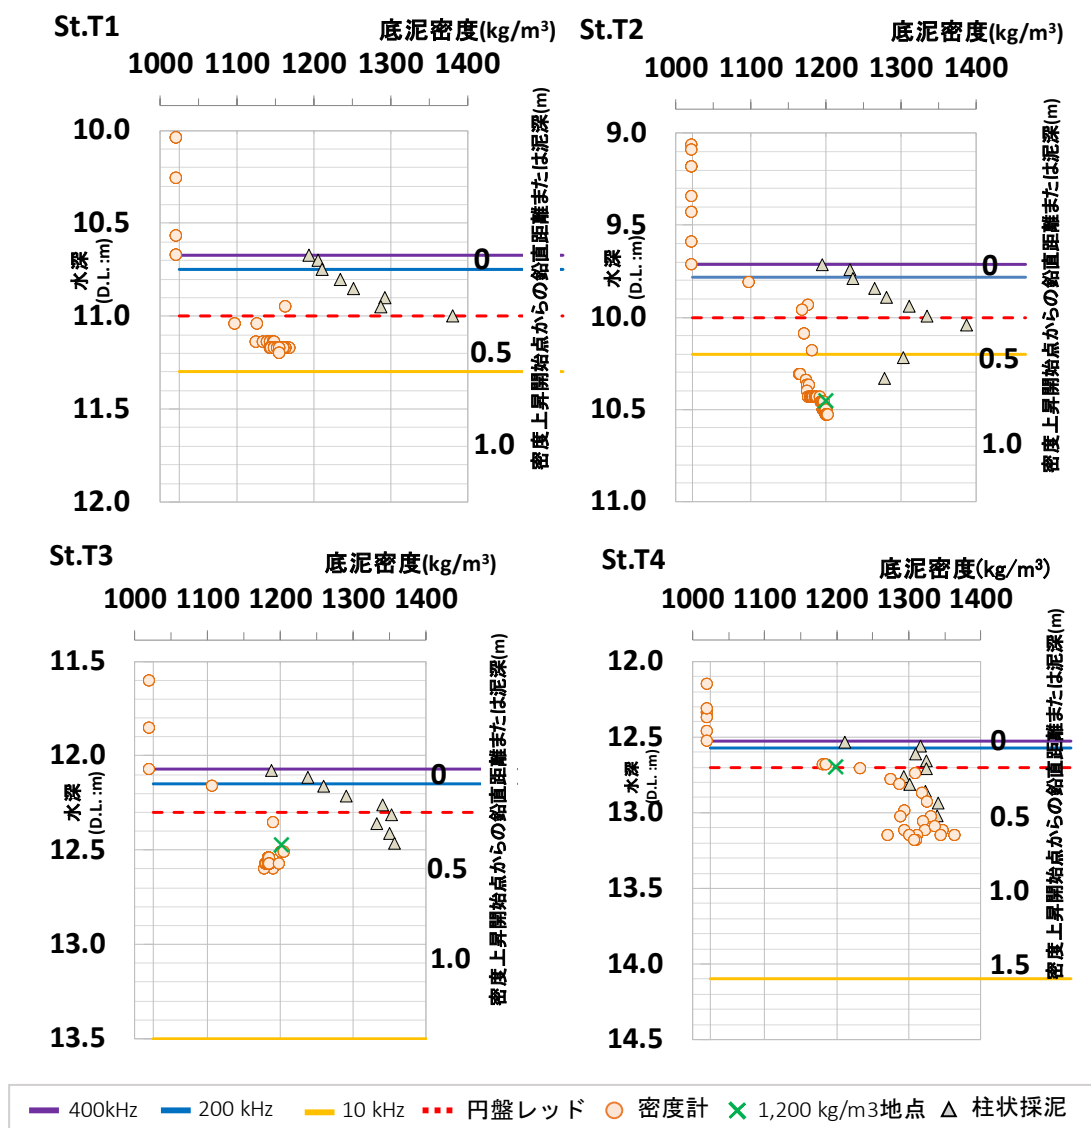 St.T1
底泥密度(kg/m³)
1000 1100 1200 1300 1400
10.0
10.5
11.0
11.5
12.0
水深
(D.L. :m)
0
0.5
1.0
密度上昇開始点からの鉛直距離または泥深(m)
St.T2
底泥密度(kg/m³)
1000 1100 1200 1300 1400
9.0
9.5
10.0
10.5
11.0
水深
(D.L. :m)
0
0.5
1.0
密度上昇開始点からの鉛直距離または泥深(m)
St.T3
底泥密度(kg/m³)
1000 1100 1200 1300 1400
11.5
12.0
12.5
13.0
13.5
水深
(D.L. :m)
0
0.5
1.0
密度上昇開始点からの鉛直距離または泥深(m)
St.T4
底泥密度(kg/m³)
1000 1100 1200 1300 1400
12.0
12.5
13.0
13.5
14.0
14.5
水深
(D.L. :m)
0
0.5
1.0
1.5
密度上昇開始点からの鉛直距離または泥深(m)
400kHz 200 kHz 10 kHz 円盤レッド 密度計 1,200 kg/m3地点 柱状採泥